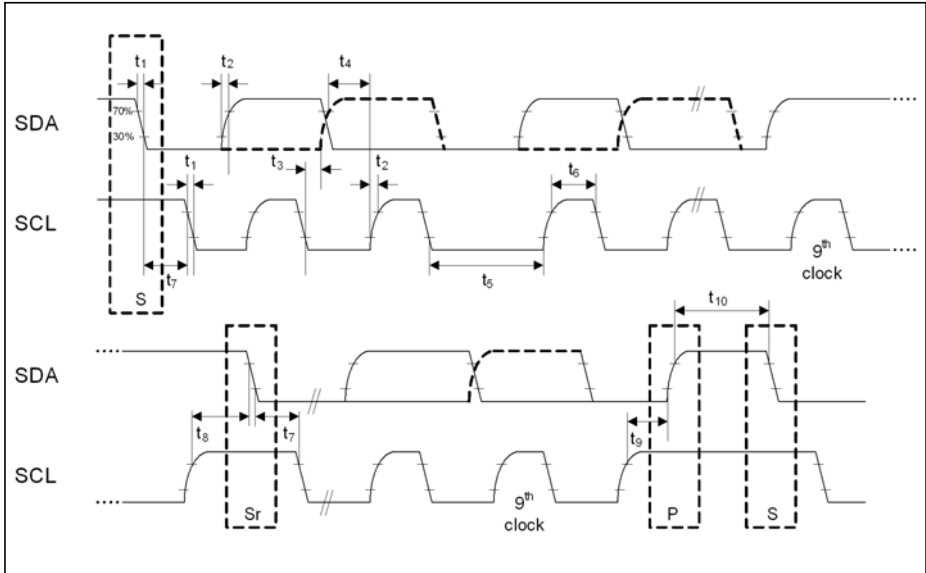 t1 t2 t4
70%
SDA
30%
t1 t3 t2 t6
SCL
9th
clock
t7 t5
S
t10
SDA
t8 t7 t9
SCL
9th
clock
Sr P S